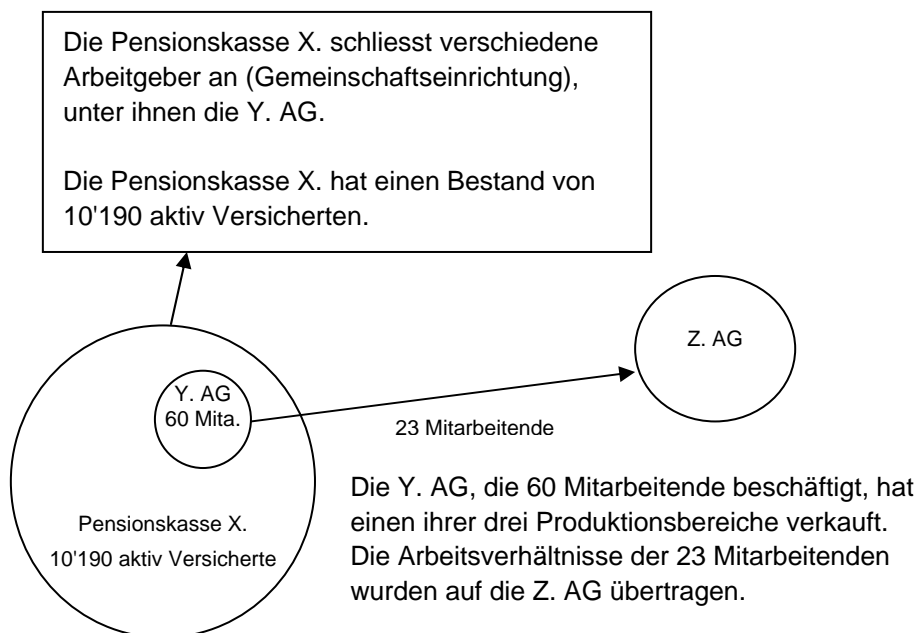 Die Pensionskasse X. schliesst verschiedene
Arbeitgeber an (Gemeinschaftseinrichtung),
unter ihnen die Y. AG.
Die Pensionskasse X. hat einen Bestand von
10'190 aktiv Versicherten.
Z. AG
Y. AG
60 Mita.
23 Mitarbeitende
Pensionskasse X.
10'190 aktiv Versicherte
Die Y. AG, die 60 Mitarbeitende beschäftigt, hat
einen ihrer drei Produktionsbereiche verkauft.
Die Arbeitsverhältnisse der 23 Mitarbeitenden
wurden auf die Z. AG übertragen.